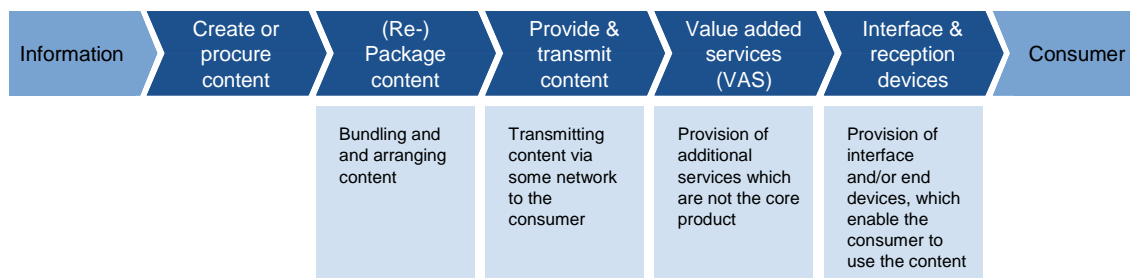 Information
Create or
procure
content
(Re-)
Package
content
Provide &
transmit
content
Value added
services
(VAS)
Interface &
reception
devices
Consumer
Bundling and
and arranging
content
Transmitting
content via
some network
to the
consumer
Provision of
additional
services which
are not the core
product
Provision of
interface
and/or end
devices, which
enable the
consumer to
use the content